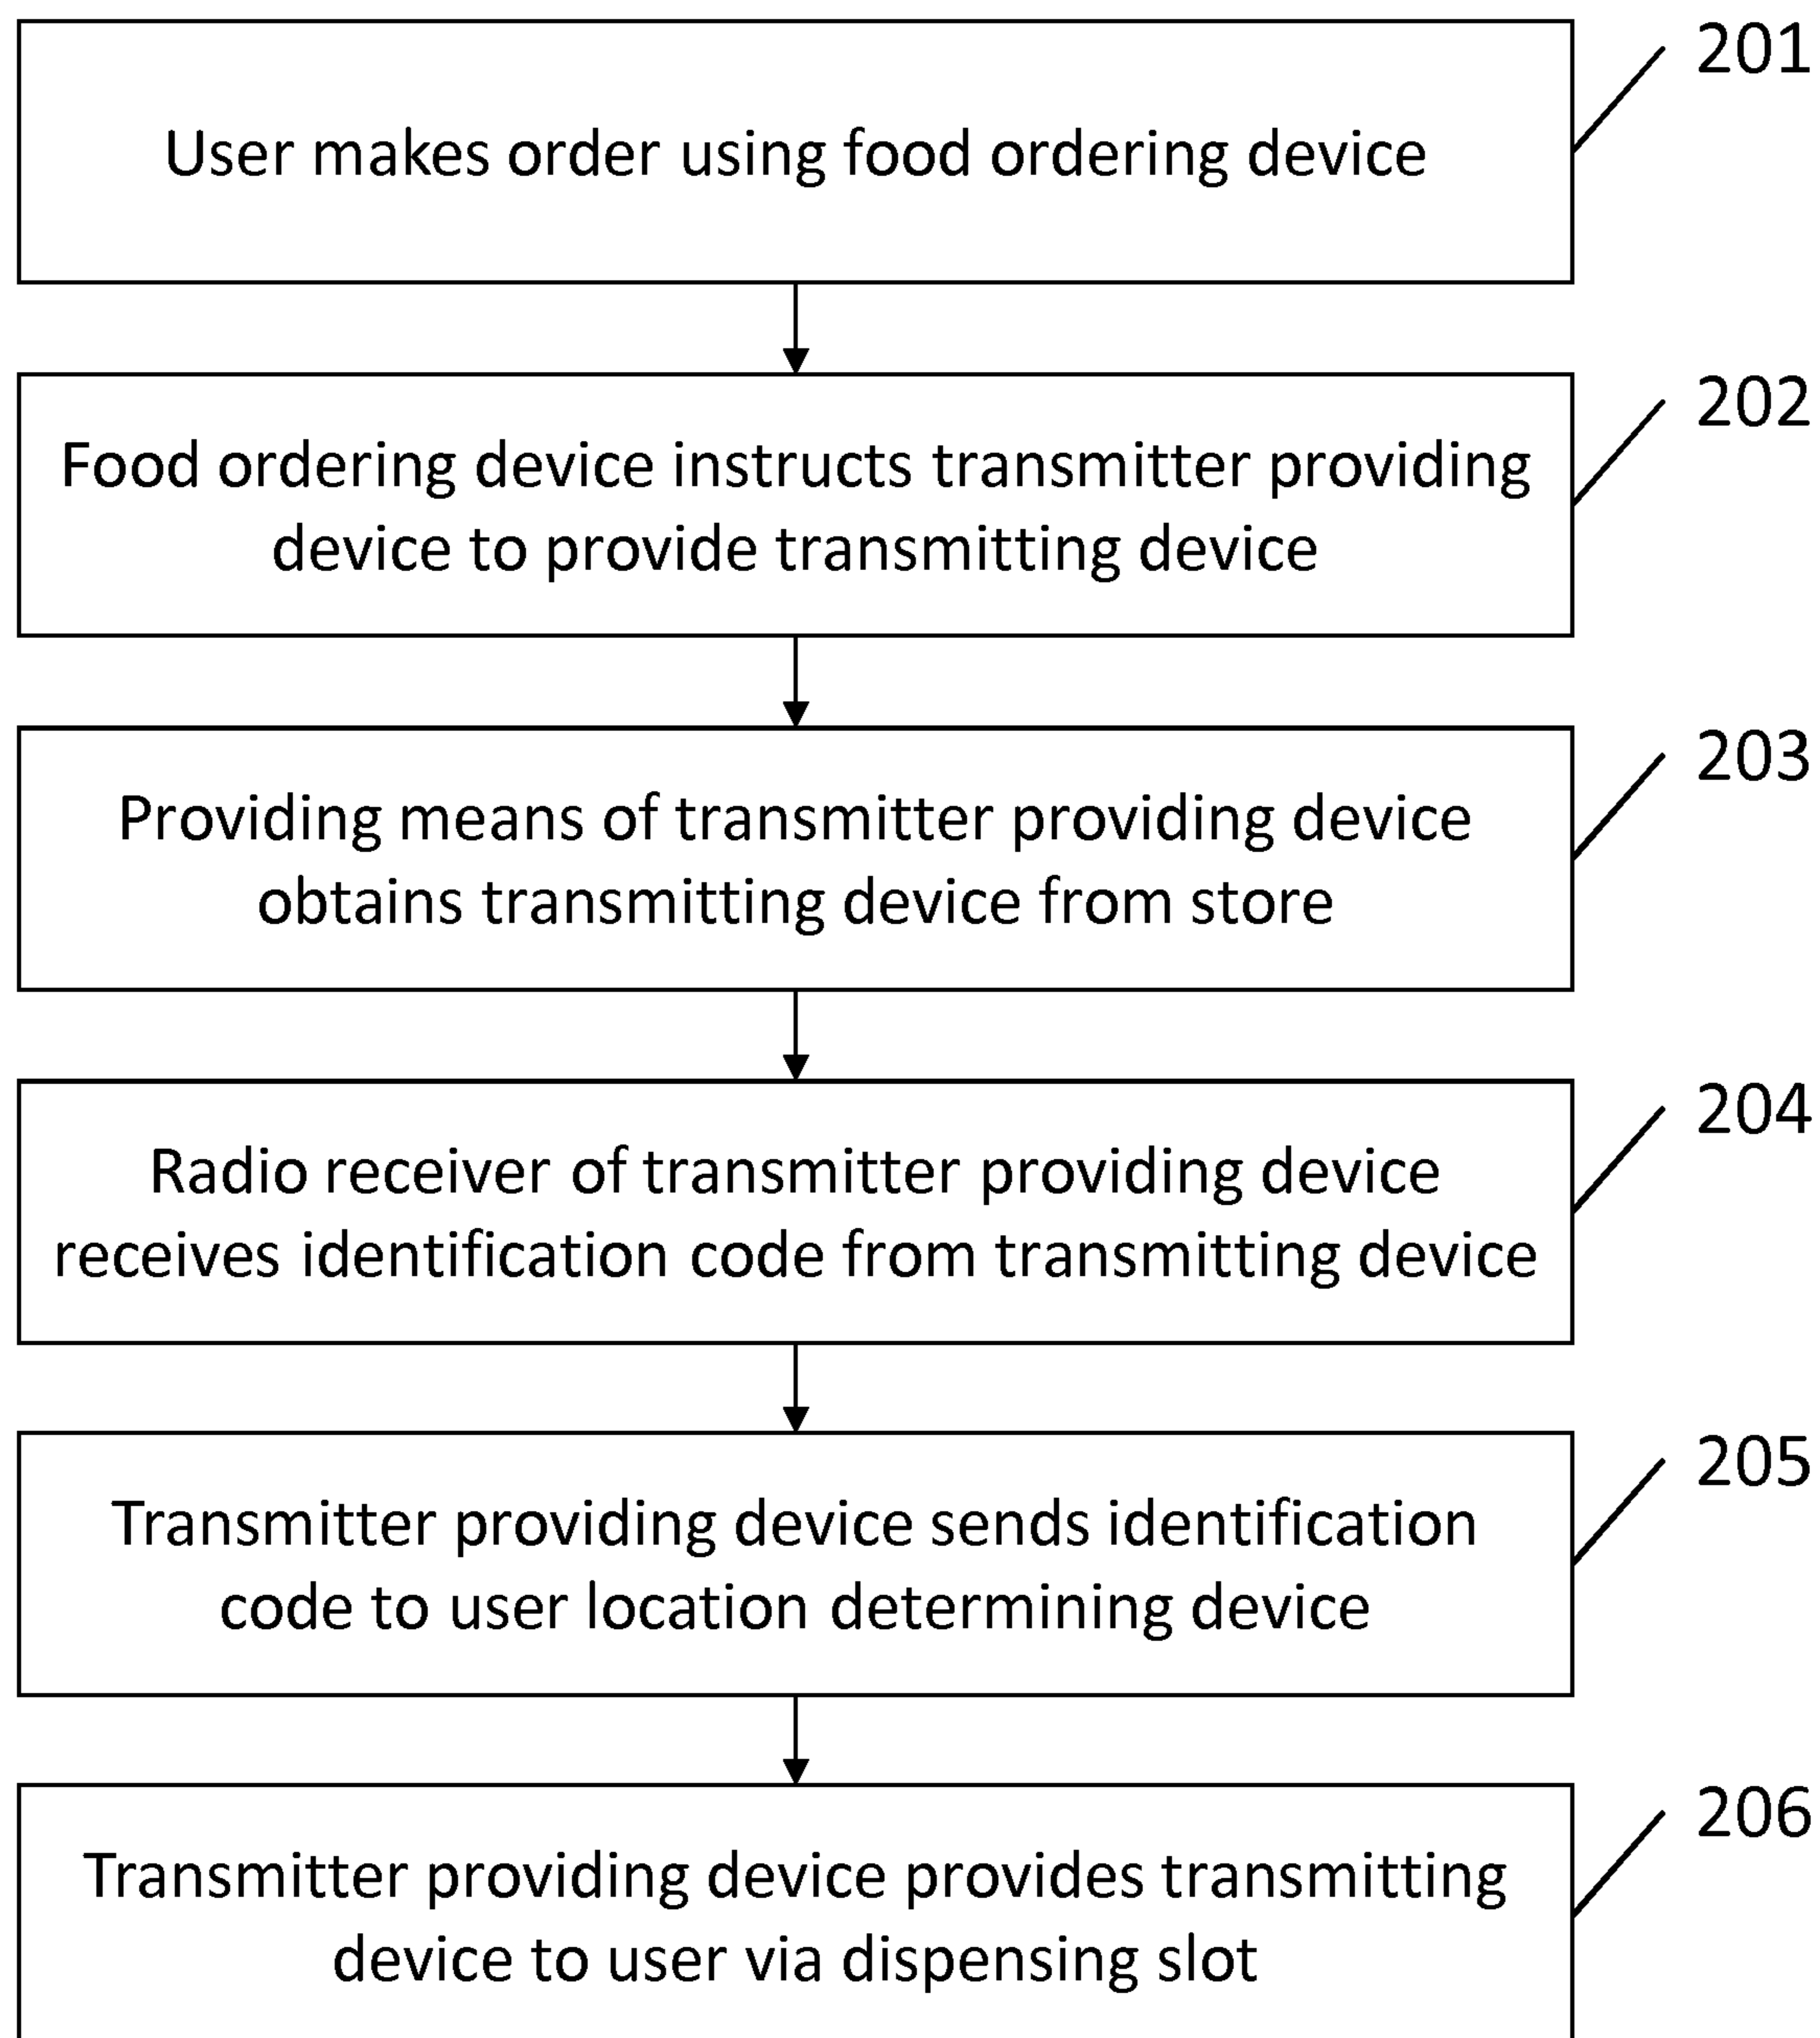 201
User makes order using food ordering device
202
Food ordering device instructs transmitter providing
device to provide transmitting device
203
Providing means of transmitter providing device
obtains transmitting device from store
204
Radio receiver of transmitter providing device
receives identification code from transmitting device
205
Transmitter providing device sends identification
code to user location determining device
206
Transmitter providing device provides transmitting
device to user via dispensing slot